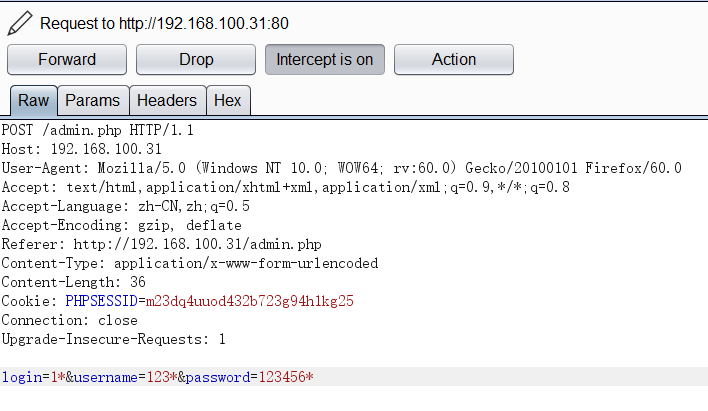 Request to http://192.168.100.31:80
Forward Drop Intercept is on Action
Raw Params Headers Hex
POST /admin.php HTTP/1.1
Host: 192.168.100.31
User-Agent: Mozilla/5.0 (Windows NT 10.0; WOW64; rv:60.0) Gecko/20100101 Firefox/60.0
Accept: text/html,application/xhtml+xml,application/xml;q=0.9,*/*;q=0.8
Accept-Language: zh-CN,zh;q=0.5
Accept-Encoding: gzip, deflate
Referer: http://192.168.100.31/admin.php
Content-Type: application/x-www-form-urlencoded
Content-Length: 36
Cookie: PHPSESSID=m23dq4uuod432b723g94h1kg25
Connection: close
Upgrade-Insecure-Requests: 1
login=1*&username=123*&password=123456*